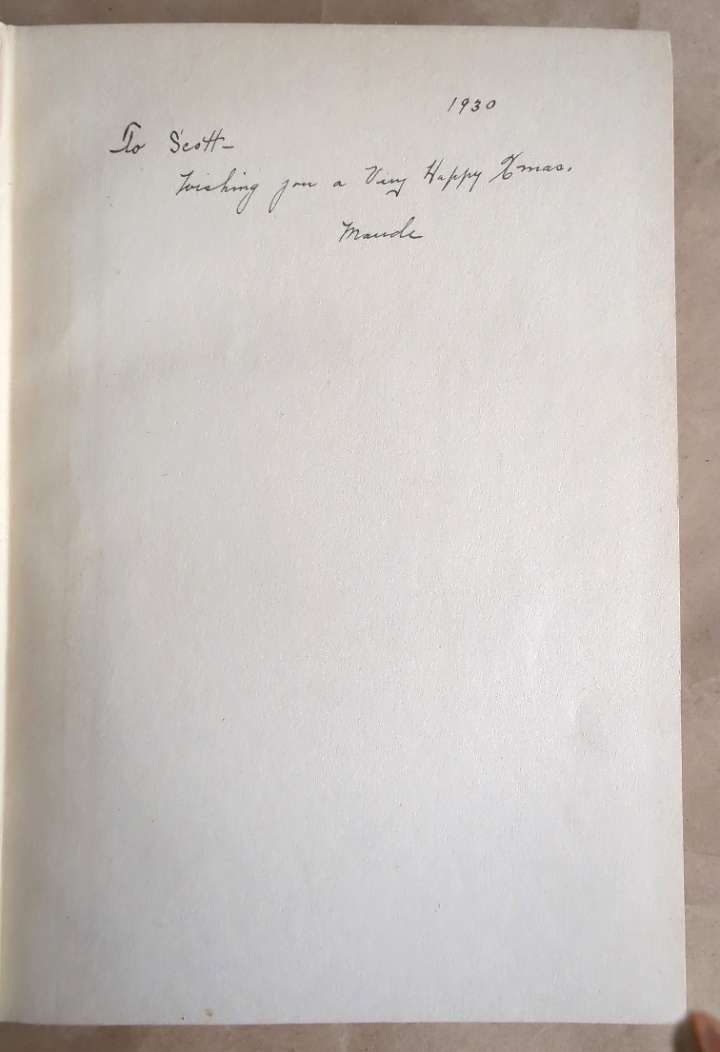 1930
To Scott-
Wishing you a Very Happy Xmas.
Maude